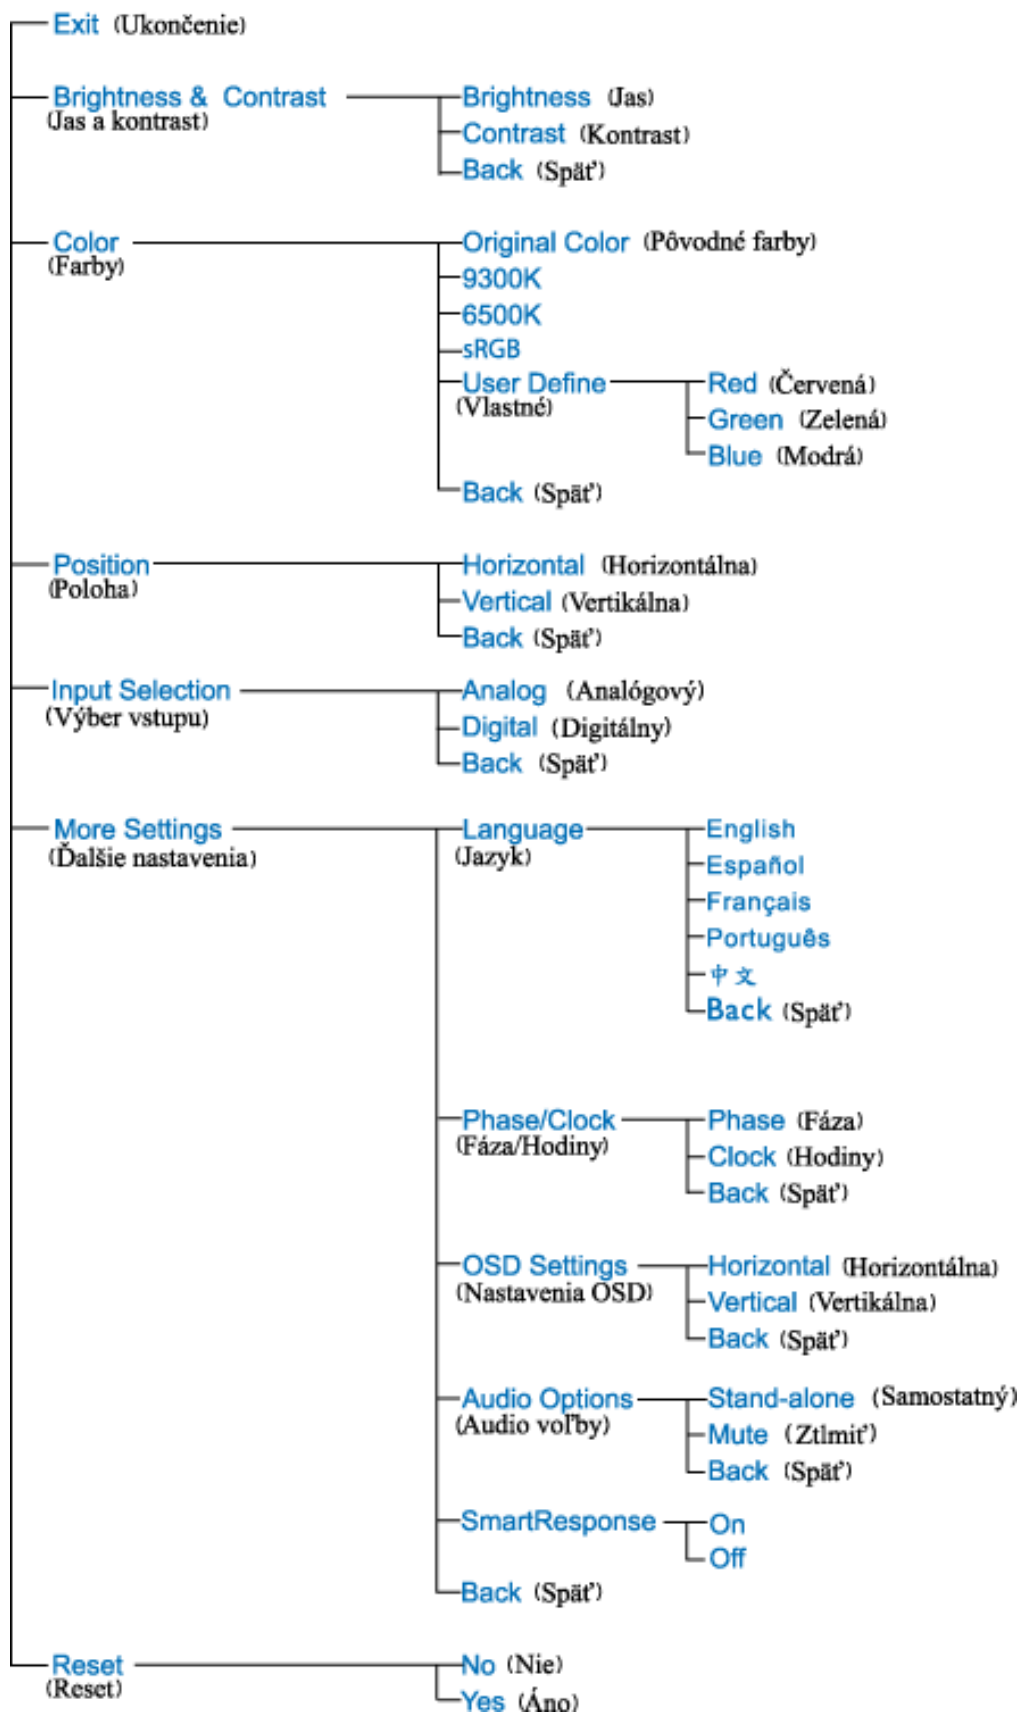 Exit (Ukončenie)
Brightness & Contrast
(Jas a kontrast)
Brightness (Jas)
Contrast (Kontrast)
Back (Späť)
Color
(Farby)
Original Color (Pôvodné farby)
9300K
6500K
sRGB
User Define
(Vlastné)
Red (Červená)
Green (Zelená)
Blue (Modrá)
Back (Späť)
Position
(Poloha)
Horizontal (Horizontálna)
Vertical (Vertikálna)
Back (Späť)
Input Selection
(Výber vstupu)
Analog (Analógový)
Digital (Digitálny)
Back (Späť)
More Settings
(Ďalšie nastavenia)
Language
(Jazyk)
English
Español
Français
Português
中文
Back (Späť)
Phase/Clock
(Fáza/Hodiny)
Phase (Fáza)
Clock (Hodiny)
Back (Späť)
OSD Settings
(Nastavenia OSD)
Horizontal (Horizontálna)
Vertical (Vertikálna)
Back (Späť)
Audio Options
(Audio voľby)
Stand-alone (Samostatný)
Mute (Ztlmiť)
Back (Späť)
SmartResponse
On
Off
Back (Späť)
Reset
(Reset)
No (Nie)
Yes (Áno)